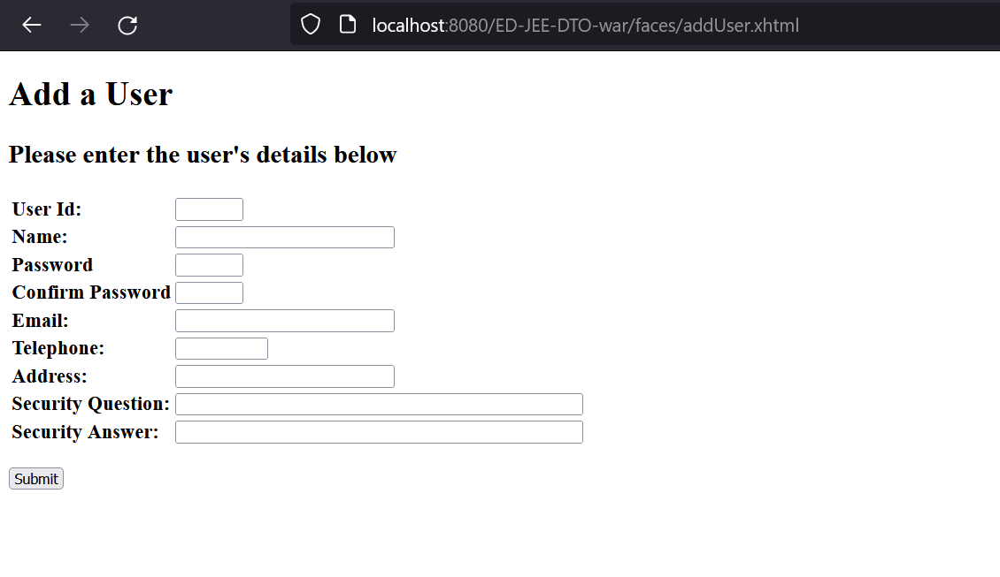 localhost:8080/ED-JEE-DTO-war/faces/addUser.xhtml
Add a User
Please enter the user's details below
User Id:
Name:
Password
Confirm Password
Email:
Telephone:
Address:
Security Question:
Security Answer:
Submit